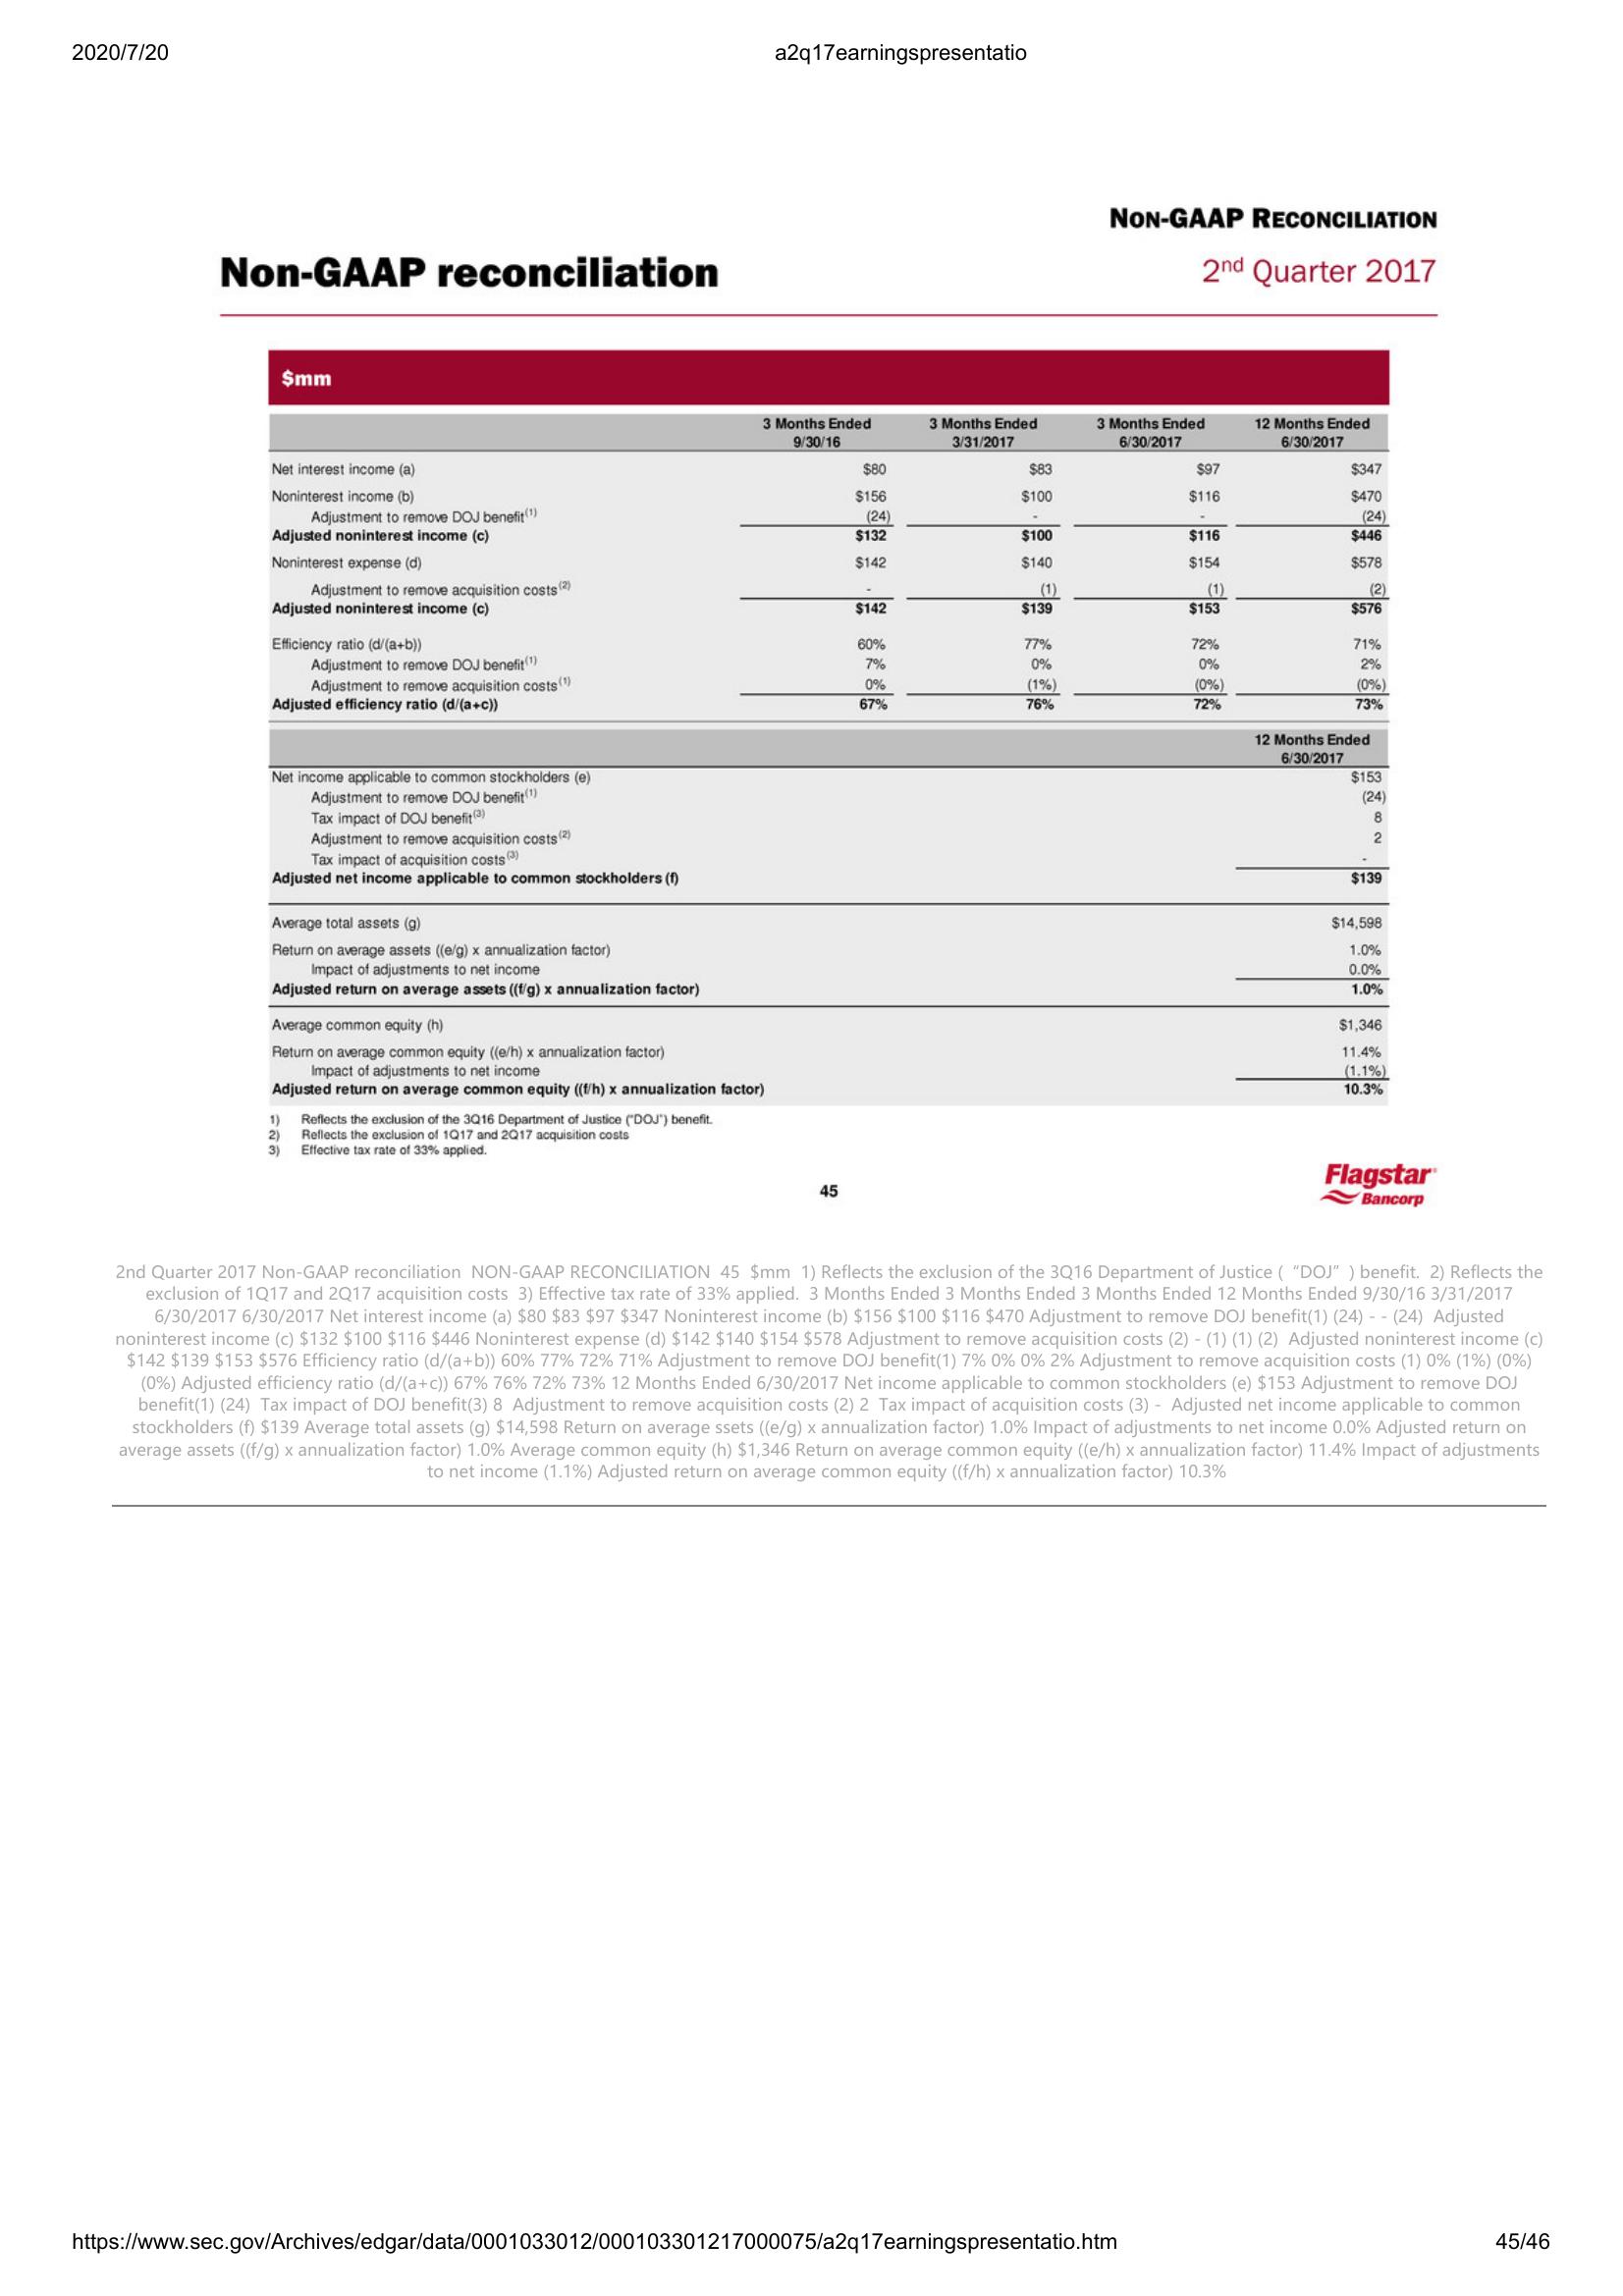 2020/7/20 a2q17earningspresentatio
NON-GAAP RECONCILIATION
Non-GAAP reconciliation 2nd Quarter 2017
$mm
3 Months Ended 3 Months Ended 3 Months Ended 12 Months Ended
9/30/16 3/31/2017 6/30/2017 6/30/2017
Net interest income (a) $80 $83 $97 $347
Noninterest income (b) $156 $100 $116 $470
Adjustment to remove DOJ benefit(1) (24) - - (24)
Adjusted noninterest income (c) $132 $100 $116 $446
Noninterest expense (d) $142 $140 $154 $578
Adjustment to remove acquisition costs(2) - (1) (1) (2)
Adjusted noninterest income (c) $142 $139 $153 $576
Efficiency ratio (d/(a+b)) 60% 77% 72% 71%
Adjustment to remove DOJ benefit(1) 7% 0% 0% 2%
Adjustment to remove acquisition costs(1) 0% (1%) (0%) (0%)
Adjusted efficiency ratio (d/(a+c)) 67% 76% 72% 73%
12 Months Ended
6/30/2017
Net income applicable to common stockholders (e) $153
Adjustment to remove DOJ benefit(1) (24)
Tax impact of DOJ benefit(3) 8
Adjustment to remove acquisition costs(2) 2
Tax impact of acquisition costs(3) -
Adjusted net income applicable to common stockholders (f) $139
Average total assets (g) $14,598
Return on average assets ((e/g) x annualization factor) 1.0%
Impact of adjustments to net income 0.0%
Adjusted return on average assets ((f/g) x annualization factor) 1.0%
Average common equity (h) $1,346
Return on average common equity ((e/h) x annualization factor) 11.4%
Impact of adjustments to net income (1.1%)
Adjusted return on average common equity ((f/h) x annualization factor) 10.3%
1) Reflects the exclusion of the 3Q16 Department of Justice ("DOJ") benefit.
2) Reflects the exclusion of 1Q17 and 2Q17 acquisition costs
3) Effective tax rate of 33% applied.
45
Flagstar
Bancorp
2nd Quarter 2017 Non-GAAP reconciliation NON-GAAP RECONCILIATION 45 $mm 1) Reflects the exclusion of the 3Q16 Department of Justice ( “DOJ” ) benefit. 2) Reflects the
exclusion of 1Q17 and 2Q17 acquisition costs 3) Effective tax rate of 33% applied. 3 Months Ended 3 Months Ended 3 Months Ended 12 Months Ended 9/30/16 3/31/2017
6/30/2017 6/30/2017 Net interest income (a) $80 $83 $97 $347 Noninterest income (b) $156 $100 $116 $470 Adjustment to remove DOJ benefit(1) (24) - - (24) Adjusted
noninterest income (c) $132 $100 $116 $446 Noninterest expense (d) $142 $140 $154 $578 Adjustment to remove acquisition costs (2) - (1) (1) (2) Adjusted noninterest income (c)
$142 $139 $153 $576 Efficiency ratio (d/(a+b)) 60% 77% 72% 71% Adjustment to remove DOJ benefit(1) 7% 0% 0% 2% Adjustment to remove acquisition costs (1) 0% (1%) (0%)
(0%) Adjusted efficiency ratio (d/(a+c)) 67% 76% 72% 73% 12 Months Ended 6/30/2017 Net income applicable to common stockholders (e) $153 Adjustment to remove DOJ
benefit(1) (24) Tax impact of DOJ benefit(3) 8 Adjustment to remove acquisition costs (2) 2 Tax impact of acquisition costs (3) - Adjusted net income applicable to common
stockholders (f) $139 Average total assets (g) $14,598 Return on average ssets ((e/g) x annualization factor) 1.0% Impact of adjustments to net income 0.0% Adjusted return on
average assets ((f/g) x annualization factor) 1.0% Average common equity (h) $1,346 Return on average common equity ((e/h) x annualization factor) 11.4% Impact of adjustments
to net income (1.1%) Adjusted return on average common equity ((f/h) x annualization factor) 10.3%
https://www.sec.gov/Archives/edgar/data/0001033012/000103301217000075/a2q17earningspresentatio.htm 45/46